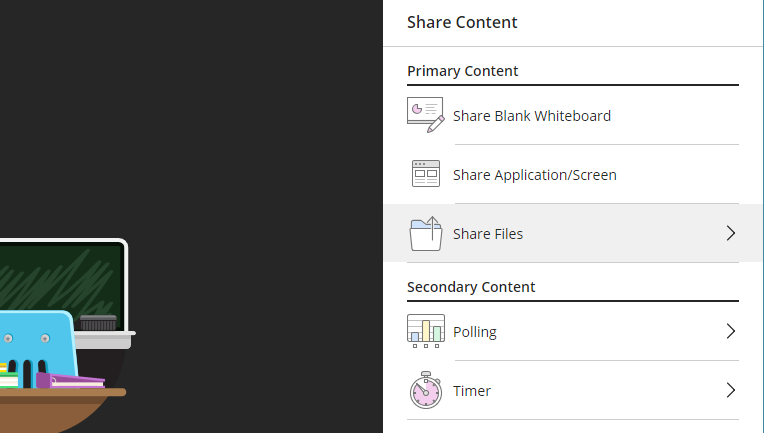 Share Content
Primary Content
Share Blank Whiteboard
Share Application/Screen
Share Files
Secondary Content
Polling
Timer